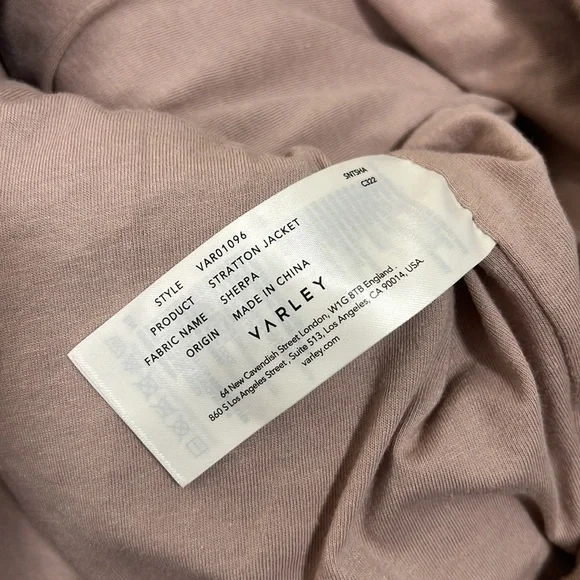 SNTSHA
C322
STYLE VAR01096
PRODUCT STRATTON JACKET
FABRIC NAME SHERPA
ORIGIN MADE IN CHINA
VARLEY
64 New Cavendish Street London, W1G 8TB England.
860 S Los Angeles Street, Suite 513, Los Angeles, CA 90014, USA.
varley.com